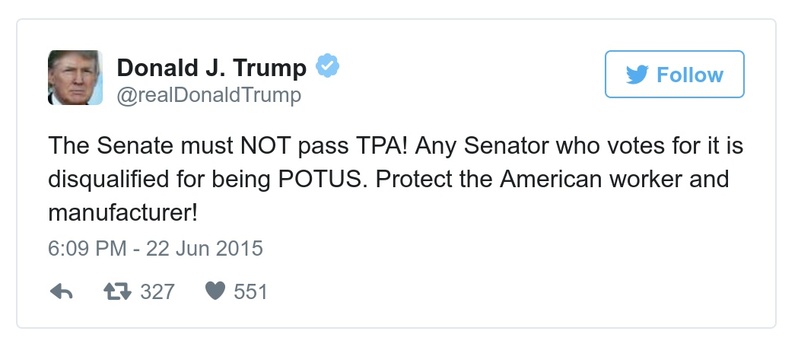 Donald J. Trump
@realDonaldTrump
Follow
The Senate must NOT pass TPA! Any Senator who votes for it is
disqualified for being POTUS. Protect the American worker and
manufacturer!
6:09 PM - 22 Jun 2015
327 551